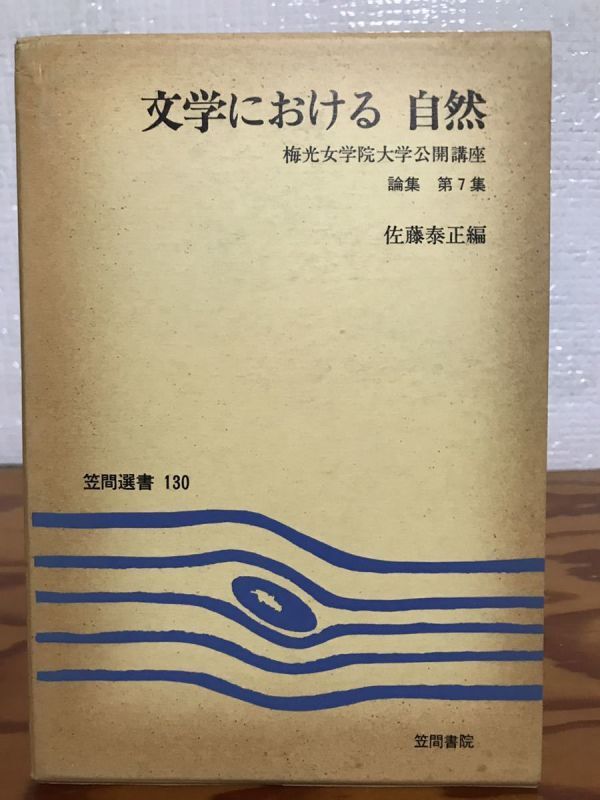 文学における 自然
梅光女学院大学公開講座
論集 第7集
佐藤泰正編
笠間選書 130
笠間書院